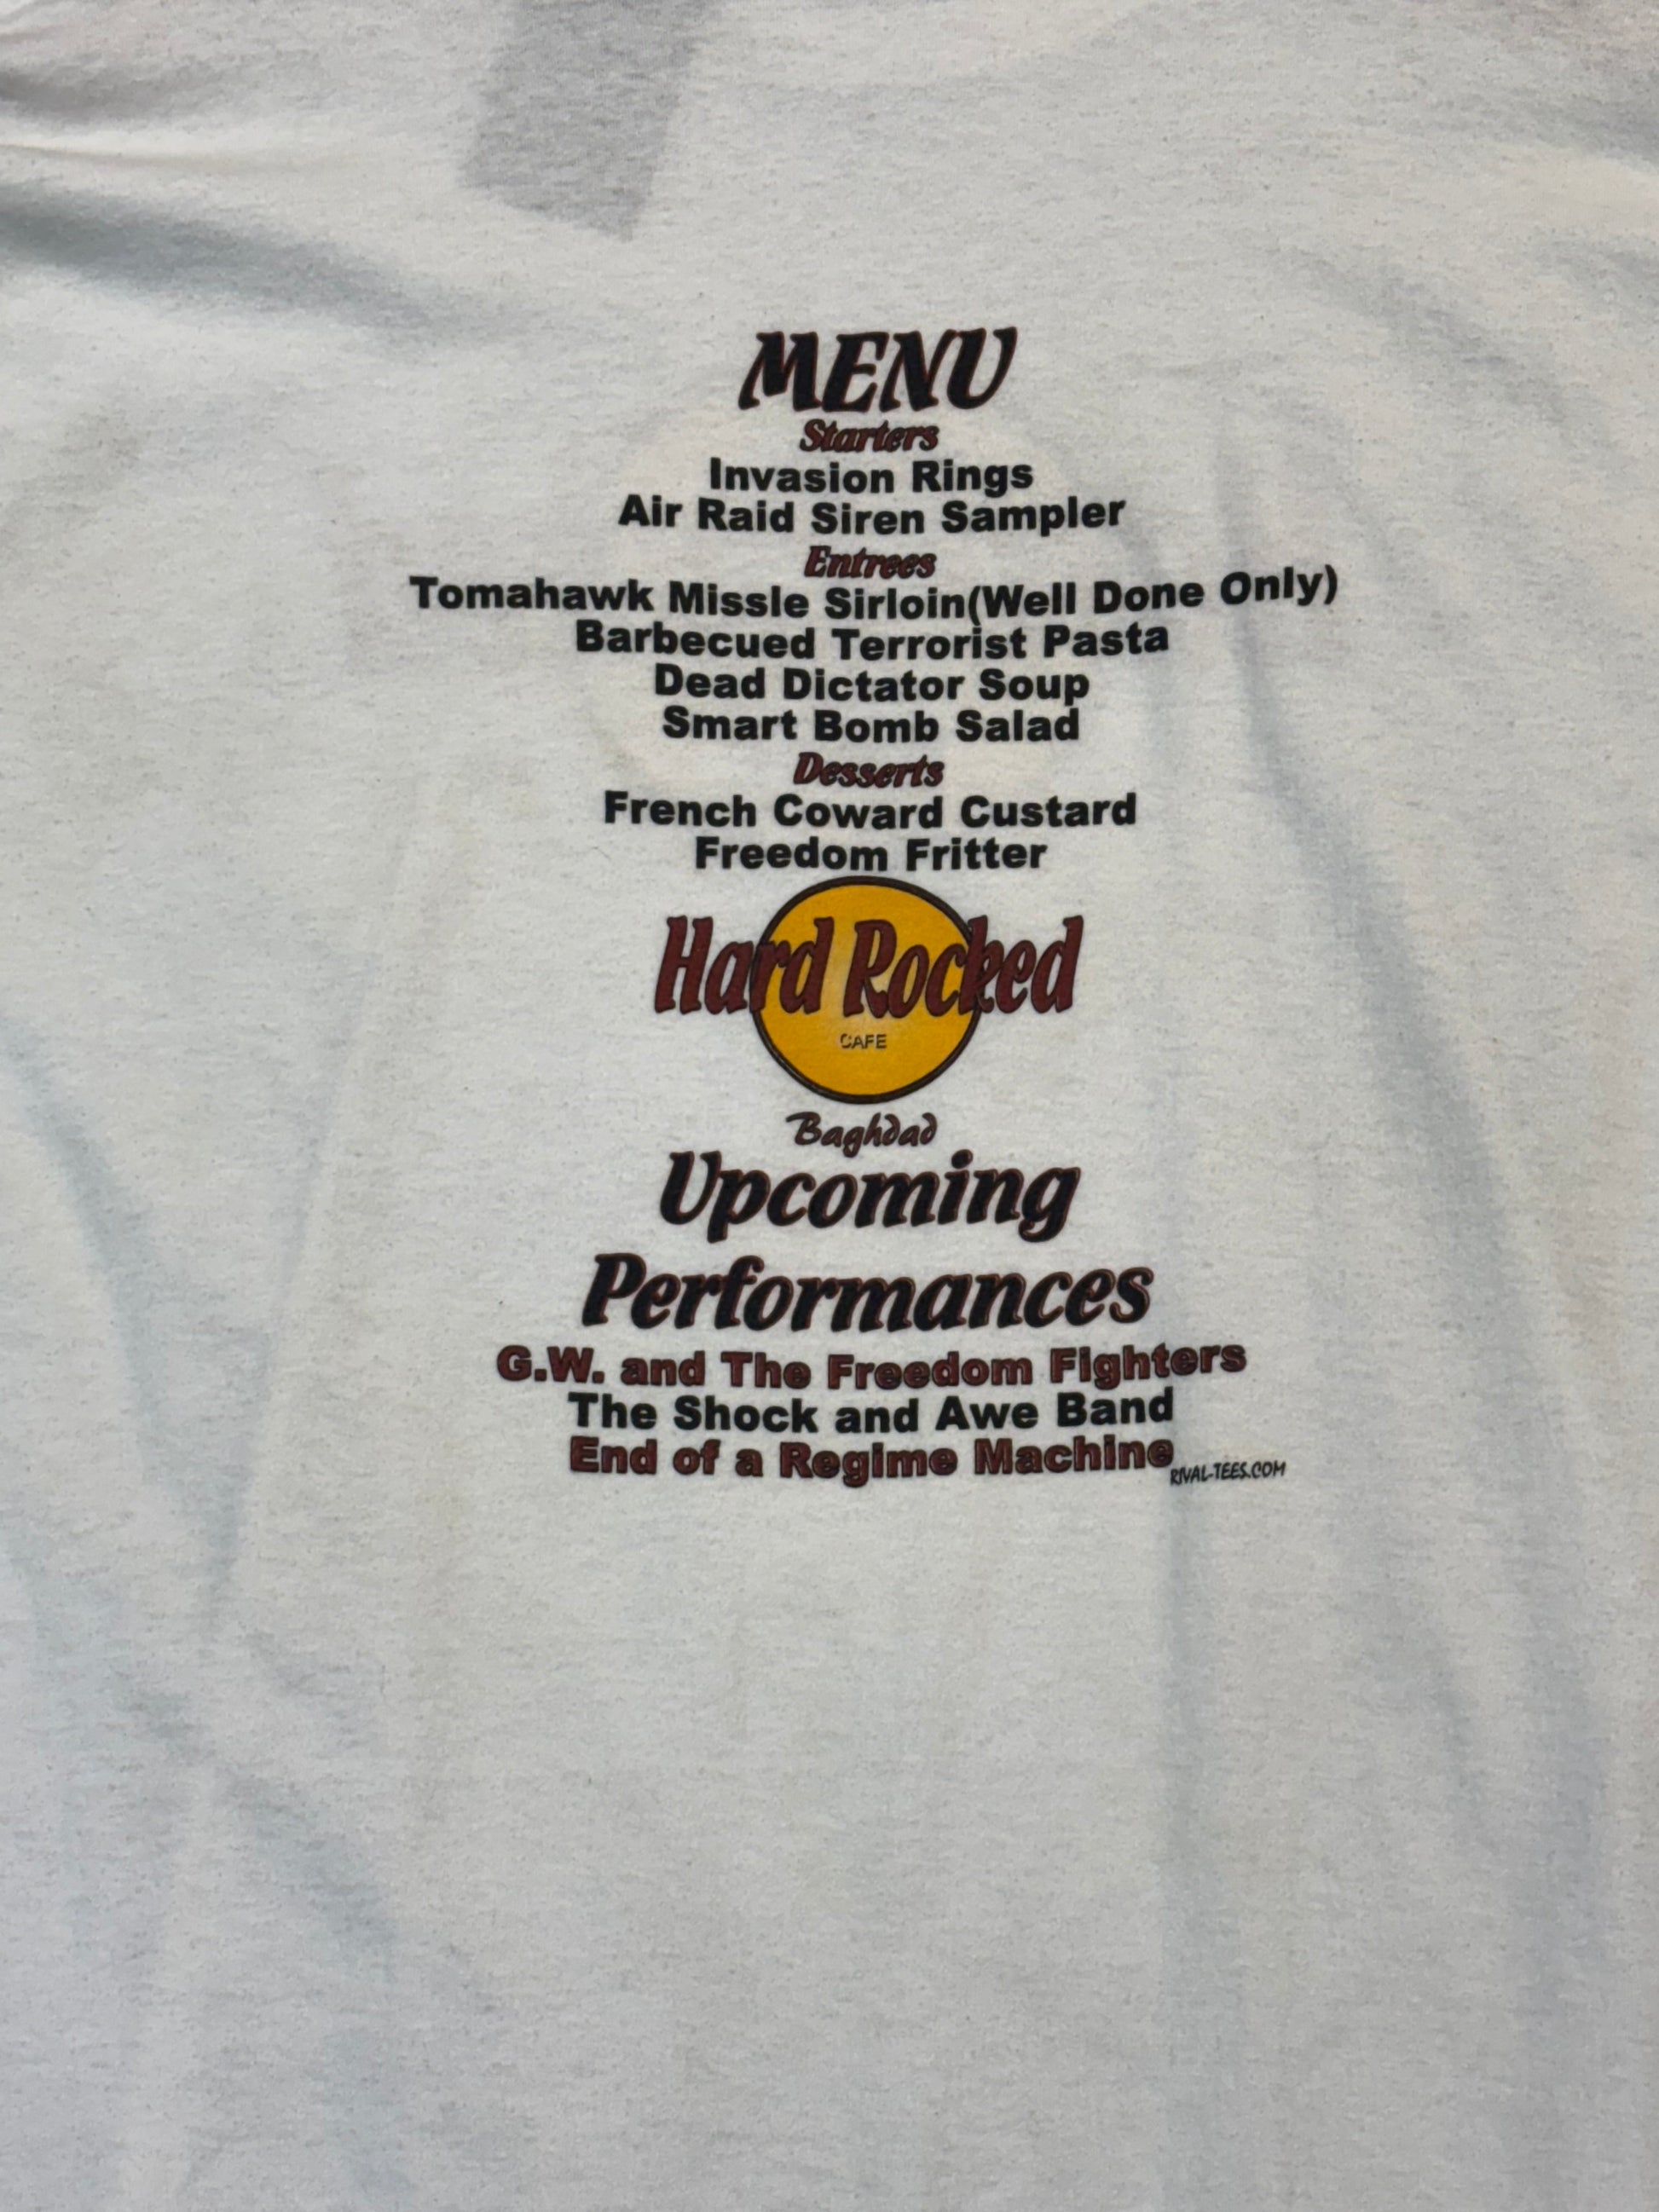 MENU
Starters
Invasion Rings
Air Raid Siren Sampler
Entrees
Tomahawk Missle Sirloin(Well Done Only)
Barbecued Terrorist Pasta
Dead Dictator Soup
Smart Bomb Salad
Desserts
French Coward Custard
Freedom Fritter
Hard Rocked
CAFE
Baghdad
Upcoming
Performances
G.W. and The Freedom Fighters
The Shock and Awe Band
End of a Regime Machine
RIVAL-TEES.COM